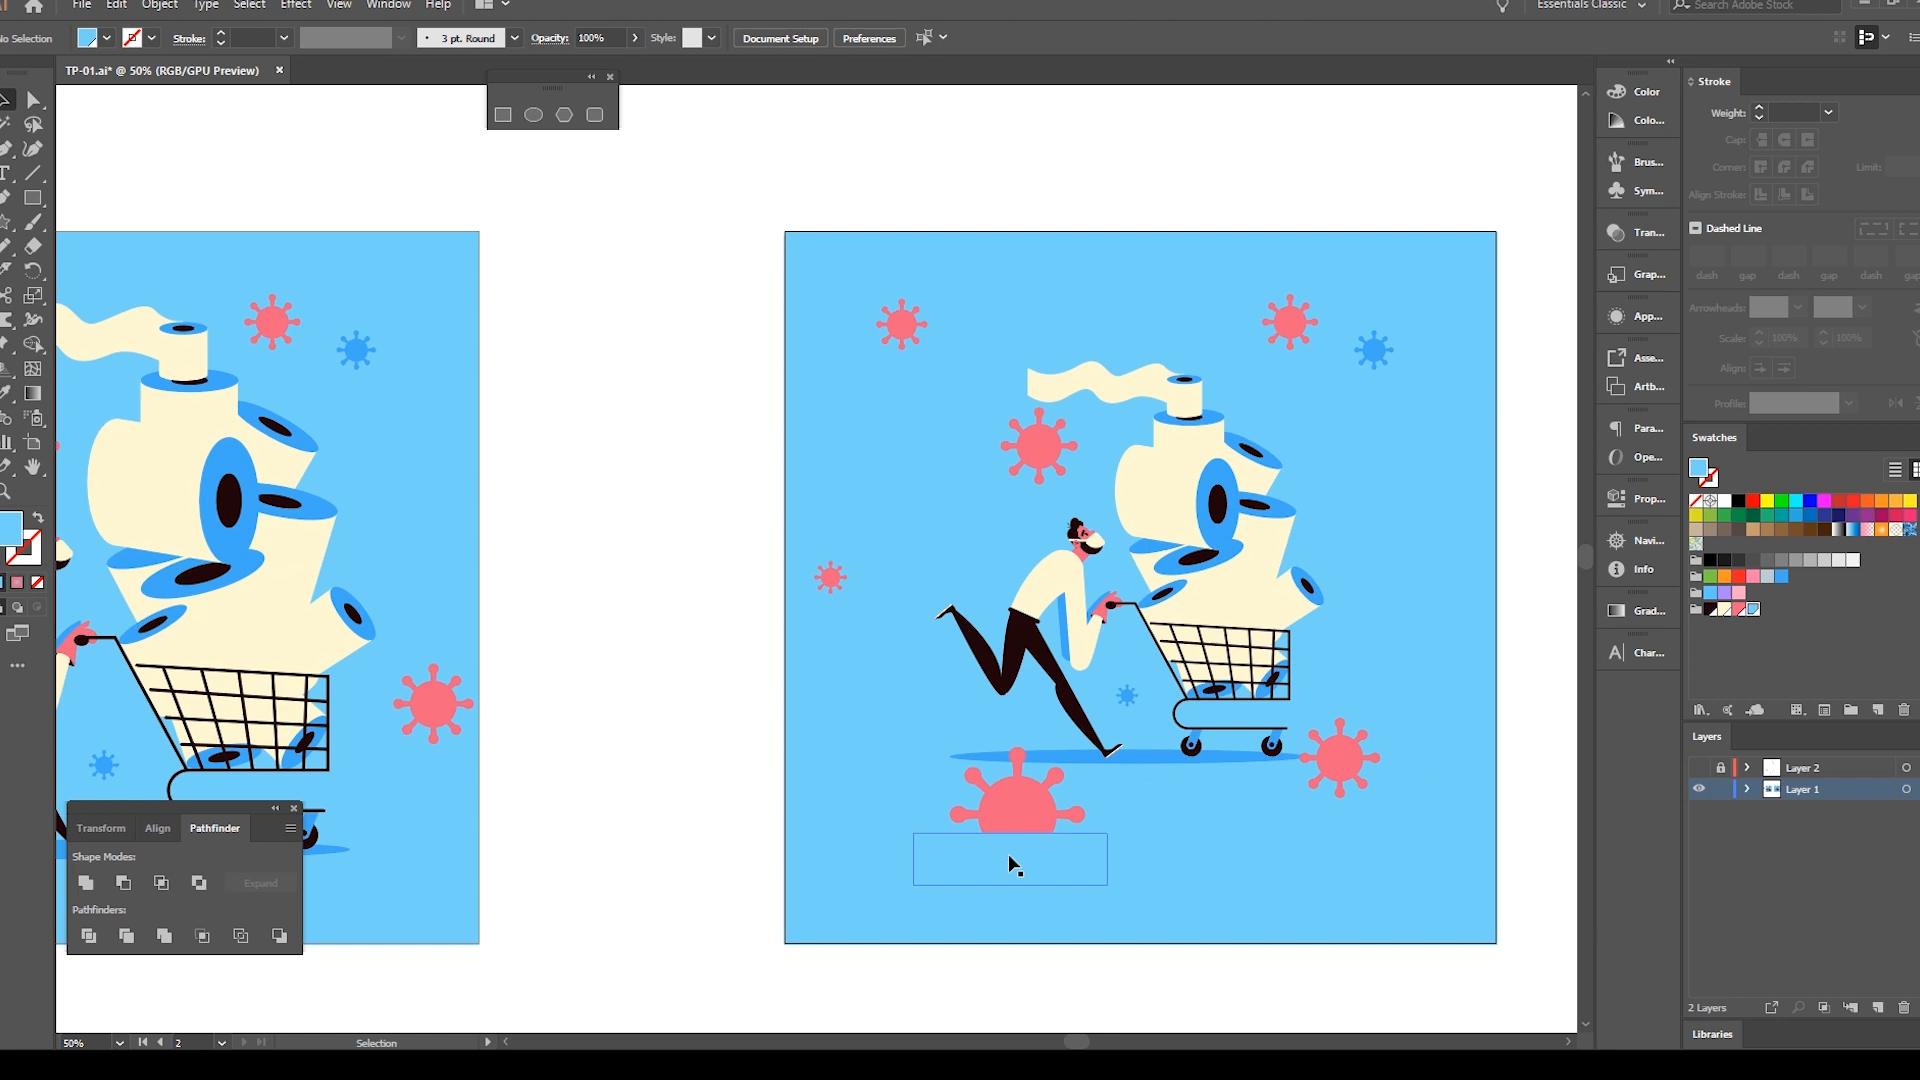 File Edit Object Type Select Effect View Window Help
Essentials Classic
Search Adobe Stock
No Selection
Stroke:
3 pt. Round
Opacity: 100%
Style:
Document Setup
Preferences
TP-01.ai* @ 50% (RGB/GPU Preview)
Color
Colo...
Brus...
Sym...
Tran...
Grap...
App...
Asse...
Artb...
Para...
Ope...
Prop...
Navi...
Info
Grad...
Char...
Stroke
Weight:
Cap:
Corner:
Limit:
Align Stroke:
Dashed Line
dash gap dash gap dash gap
Arrowheads:
Scale: 100% 100%
Align:
Profile:
Swatches
Layers
Layer 2
Layer 1
2 Layers
Libraries
Transform Align Pathfinder
Shape Modes:
Expand
Pathfinders:
50%
2
Selection